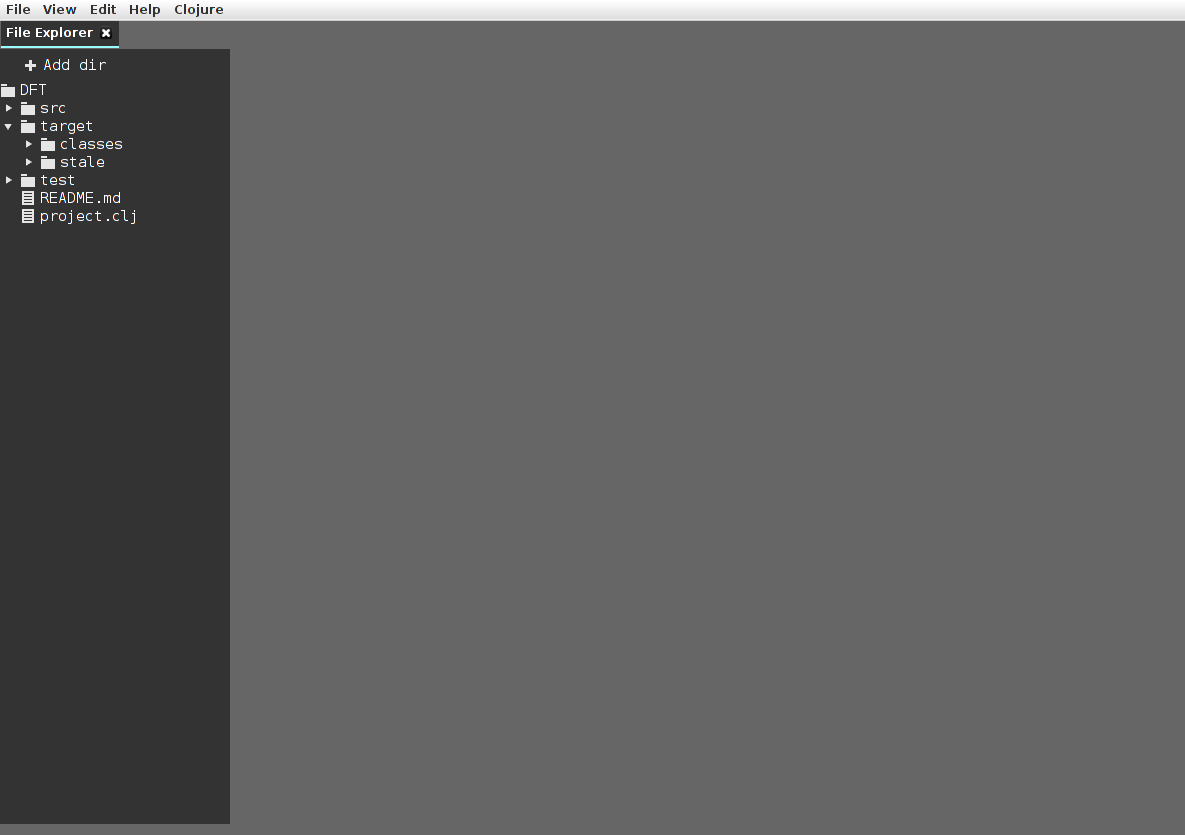 File View Edit Help Clojure
File Explorer
Add dir
DFT
src
target
classes
stale
test
README.md
project.clj